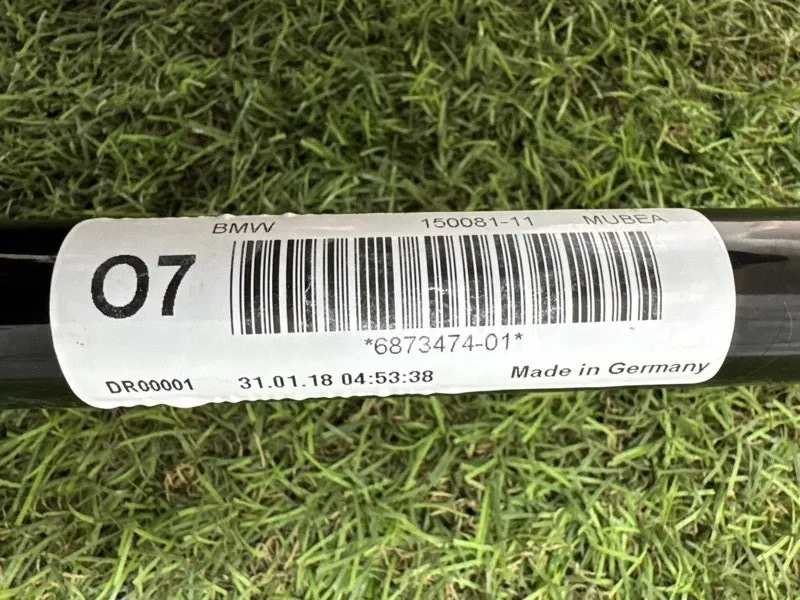 BMW 150081-11 MUBEA
07
*6873474-01*
DR00001 31.01.18 04:53:38 Made in Germany